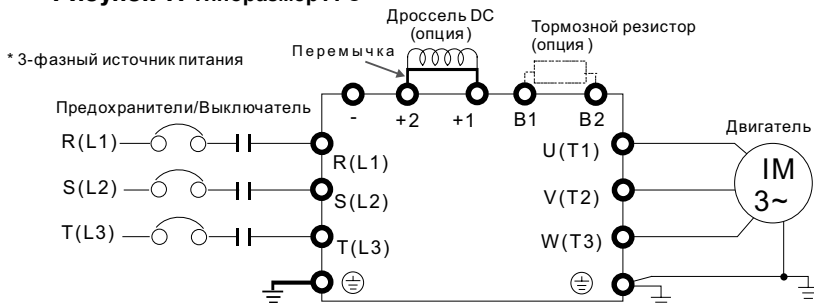 Рисунок
Типоразмер
Дроссель DC
(опция)
Тормозной резистор
(опция)
Перемычка
* 3-фазный источник питания
Предохранители/Выключатель
- +2 +1 B1 B2
Двигатель
R(L1)
R(L1)
U(T1)
IM
3~
S(L2)
S(L2)
V(T2)
T(L3)
T(L3)
W(T3)